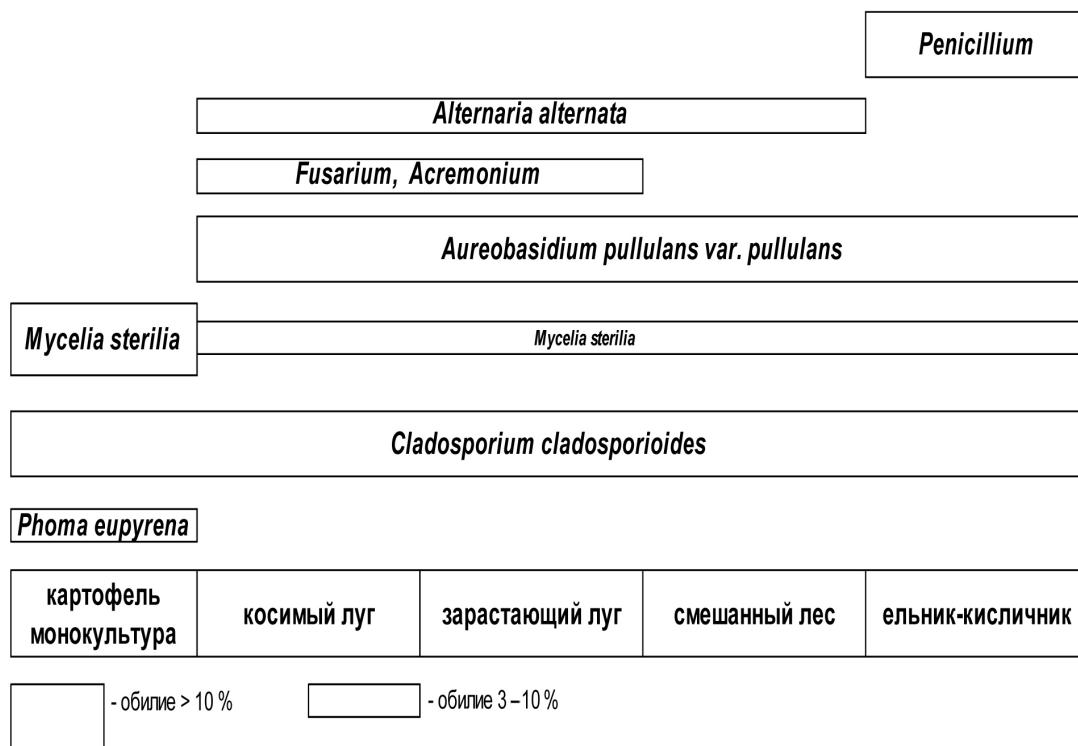 Penicillium
Alternaria alternata
Fusarium, Acremonium
Aureobasidium pullulans var. pullulans
Mycelia sterilia
Mycelia sterilia
Cladosporium cladosporioides
Phoma eupyrena
картофель
монокультура
косимый луг
зарастающий луг
смешанный лес
ельник-кисличник
- обилие > 10 %
- обилие 3 – 10 %